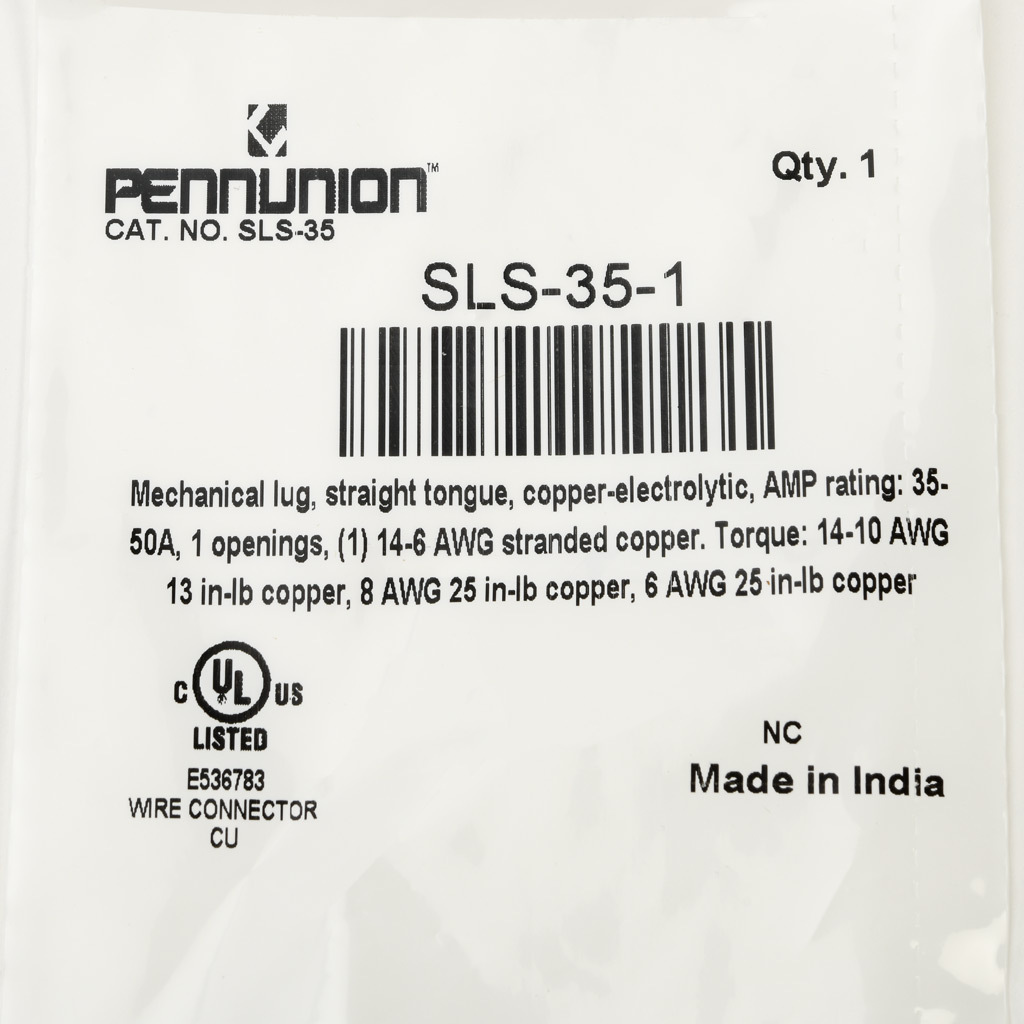 PENNUNION™
Qty. 1
CAT. NO. SLS-35
SLS-35-1
Mechanical lug, straight tongue, copper-electrolytic, AMP rating: 35-
50A, 1 openings, (1) 14-6 AWG stranded copper. Torque: 14-10 AWG
13 in-lb copper, 8 AWG 25 in-lb copper, 6 AWG 25 in-lb copper
C UL US
LISTED
E536783
WIRE CONNECTOR
CU
NC
Made in India